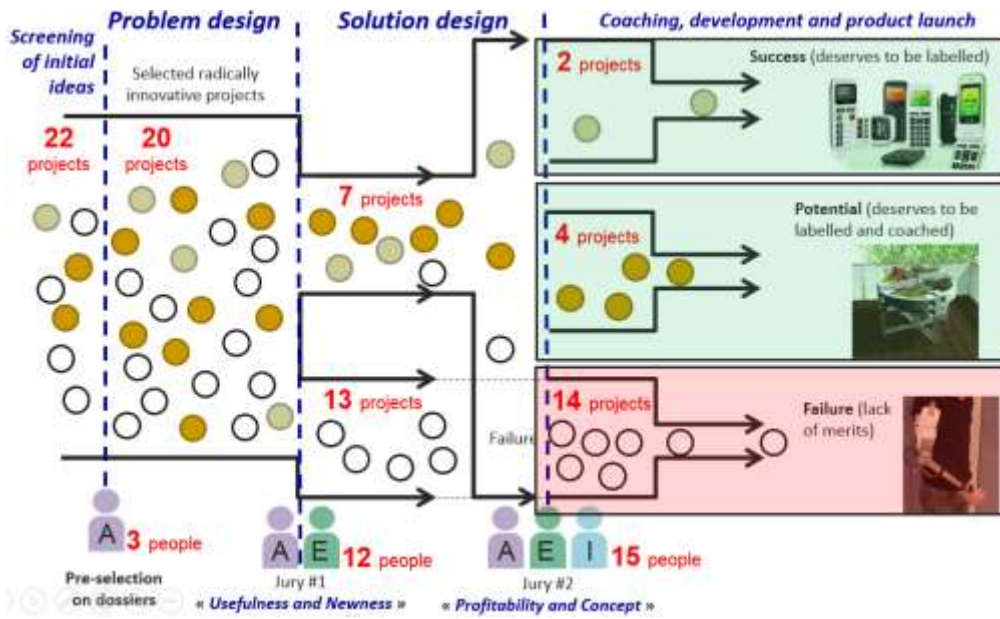 Screening
of initial
ideas
Problem design
Solution design
Coaching, development and product launch
Selected radically
innovative projects
22
projects
20
projects
7
projects
13
projects
2 projects
Success (deserves to be labelled)
4
projects
Potential (deserves to be
labelled and coached)
14 projects
Failure (lack
of merits)
Failure
A
3 people
A
E
12 people
A
E
I
15 people
Pre-selection
on dossiers
Jury #1
« Usefulness and Newness »
Jury #2
« Profitability and Concept »